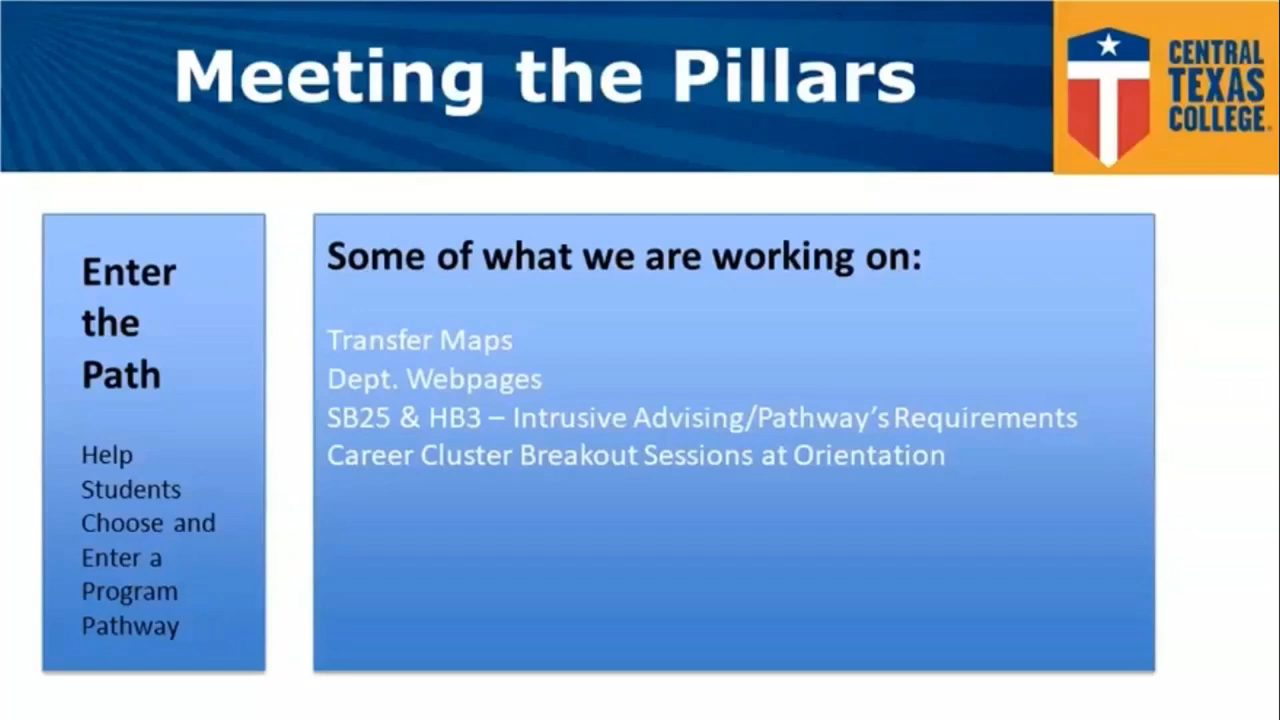 Meeting the Pillars
CENTRAL
TEXAS
COLLEGE
Enter
the
Path
Help
Students
Choose and
Enter a
Program
Pathway
Some of what we are working on:
Transfer Maps
Dept. Webpages
SB25 & HB3 – Intrusive Advising/Pathway's Requirements
Career Cluster Breakout Sessions at Orientation